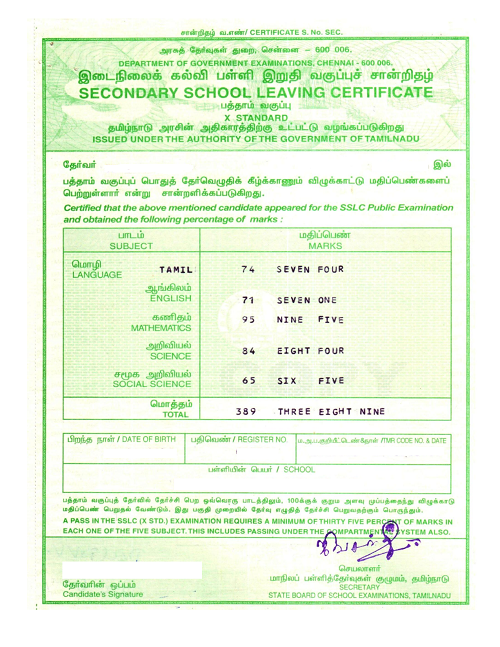 சான்றிதழ் வ.எண்/ CERTIFICATE S. No. SEC.
அரசுத் தேர்வுகள் துறை, சென்னை – 600 006.
DEPARTMENT OF GOVERNMENT EXAMINATIONS, CHENNAI - 600 006.
இடைநிலைக் கல்வி பள்ளி இறுதி வகுப்புச் சான்றிதழ்
SECONDARY SCHOOL LEAVING CERTIFICATE
பத்தாம் வகுப்பு
X STANDARD
தமிழ்நாடு அரசின் அதிகாரத்திற்கு உட்பட்டு வழங்கப்படுகிறது
ISSUED UNDER THE AUTHORITY OF THE GOVERNMENT OF TAMILNADU
தேர்வர் இல்
பத்தாம் வகுப்புப் பொதுத் தேர்வெழுதிக் கீழ்க்காணும் விழுக்காட்டு மதிப்பெண்களைப்
பெற்றுள்ளார் என்று சான்றளிக்கப்படுகிறது.
Certified that the above mentioned candidate appeared for the SSLC Public Examination
and obtained the following percentage of marks :
பாடம் மதிப்பெண்
SUBJECT MARKS
மொழி
LANGUAGE TAMIL 74 SEVEN FOUR
ஆங்கிலம்
ENGLISH 71 SEVEN ONE
கணிதம்
MATHEMATICS 95 NINE FIVE
அறிவியல்
SCIENCE 84 EIGHT FOUR
சமூக அறிவியல்
SOCIAL SCIENCE 65 SIX FIVE
மொத்தம்
TOTAL 389 THREE EIGHT NINE
பிறந்த நாள் / DATE OF BIRTH பதிவெண் / REGISTER NO. /TMR CODE NO. & DATE
பள்ளியின் பெயர் / SCHOOL
பத்தாம் வகுப்புத் தேர்வில் தேர்ச்சி பெற ஒவ்வொரு பாடத்திலும், 100க்குக் குறைம அளவு முப்பத்தைந்து விழுக்காடு
மதிப்பெண் பெறுதல் வேண்டும். இது பகுதி முறையில் தேர்வு எழுதித் தேர்ச்சி பெறுவதற்கும் பொருந்தும்.
A PASS IN THE SSLC (X STD.) EXAMINATION REQUIRES A MINIMUM OF THIRTY FIVE PERCENT OF MARKS IN
EACH ONE OF THE FIVE SUBJECT. THIS INCLUDES PASSING UNDER THE COMPARTMENTAL SYSTEM ALSO.
செயலாளர்
மாநிலப் பள்ளித்தேர்வுகள் குழுமம், தமிழ்நாடு
தேர்வரின் ஒப்பம் SECRETARY
Candidate's Signature STATE BOARD OF SCHOOL EXAMINATIONS, TAMILNADU